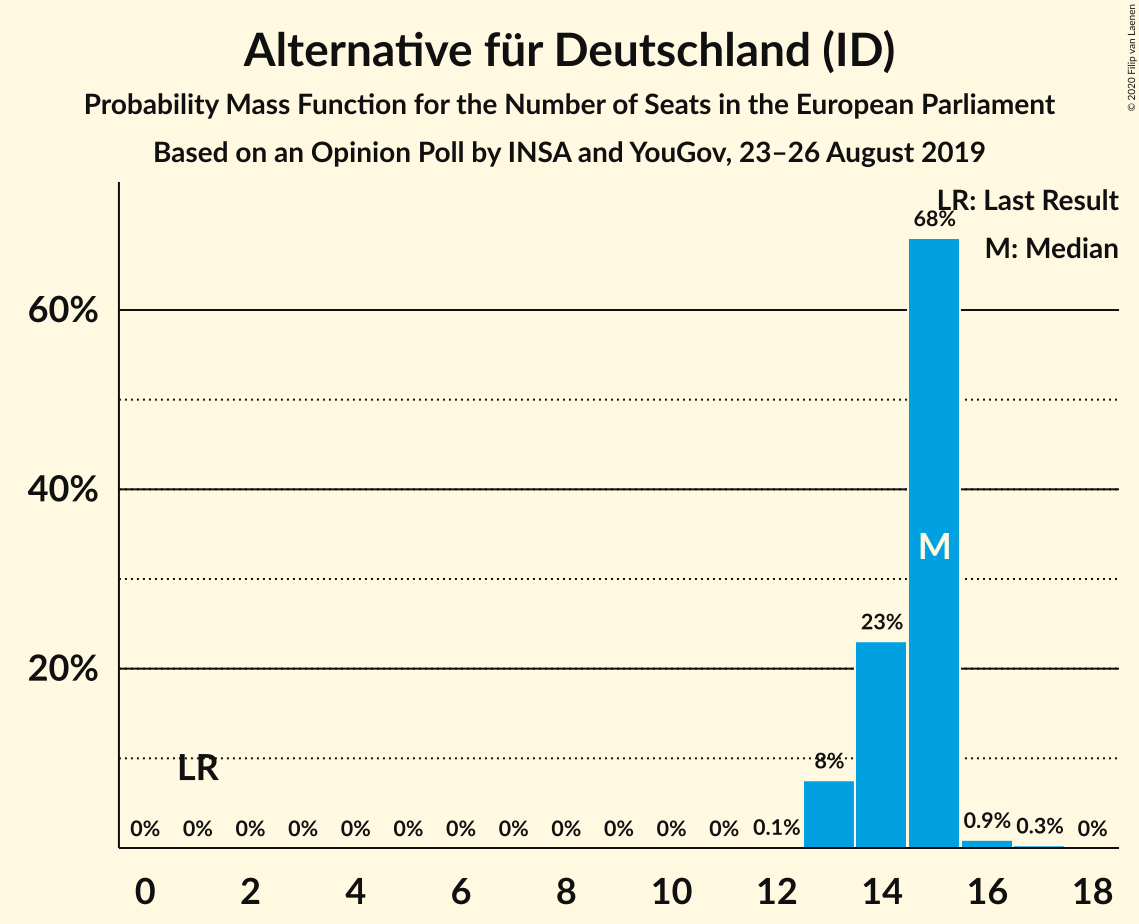 Alternative für Deutschland (ID)
Probability Mass Function for the Number of Seats in the European Parliament
Based on an Opinion Poll by INSA and YouGov, 23–26 August 2019
© 2020 Filip van Laenen
LR: Last Result
M: Median
68%
60%
40%
M
23%
20%
8%
LR
0% 0% 0% 0% 0% 0% 0% 0% 0% 0% 0% 0% 0.1% 0.9% 0.3% 0%
0 2 4 6 8 10 12 14 16 18